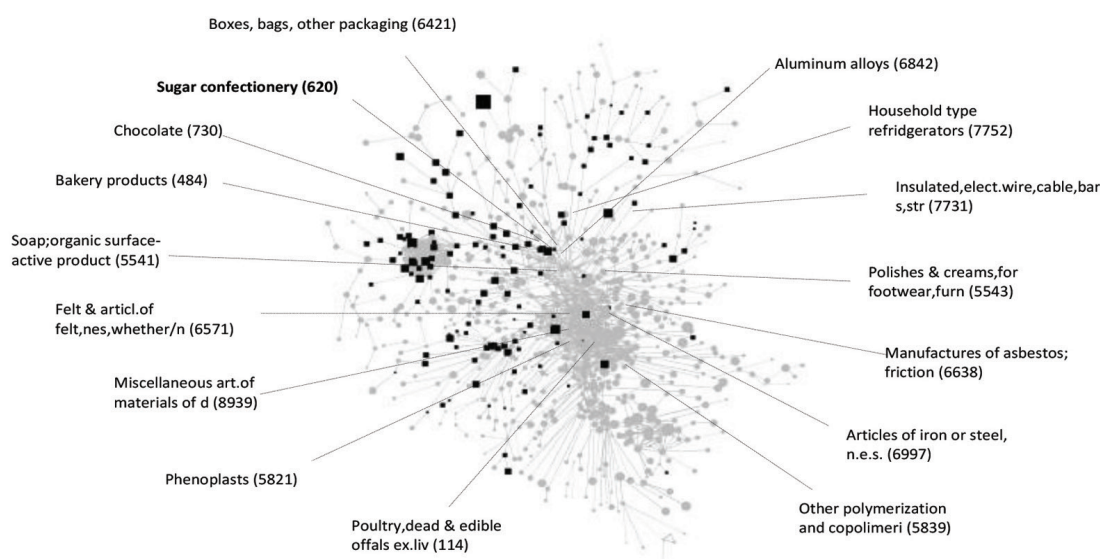 Boxes, bags, other packaging (6421)
Sugar confectionery (620)
Chocolate (730)
Bakery products (484)
Soap;organic surface-
active product (5541)
Felt & articl.of
felt,nes,whether/n (6571)
Miscellaneous art.of
materials of d (8939)
Phenoplasts (5821)
Poultry,dead & edible
offals ex.liv (114)
Aluminum alloys (6842)
Household type
refridgerators (7752)
Insulated,elect.wire,cable,bar
s,str (7731)
Polishes & creams,for
footwear,furn (5543)
Manufactures of asbestos;
friction (6638)
Articles of iron or steel,
n.e.s. (6997)
Other polymerization
and copolimeri (5839)